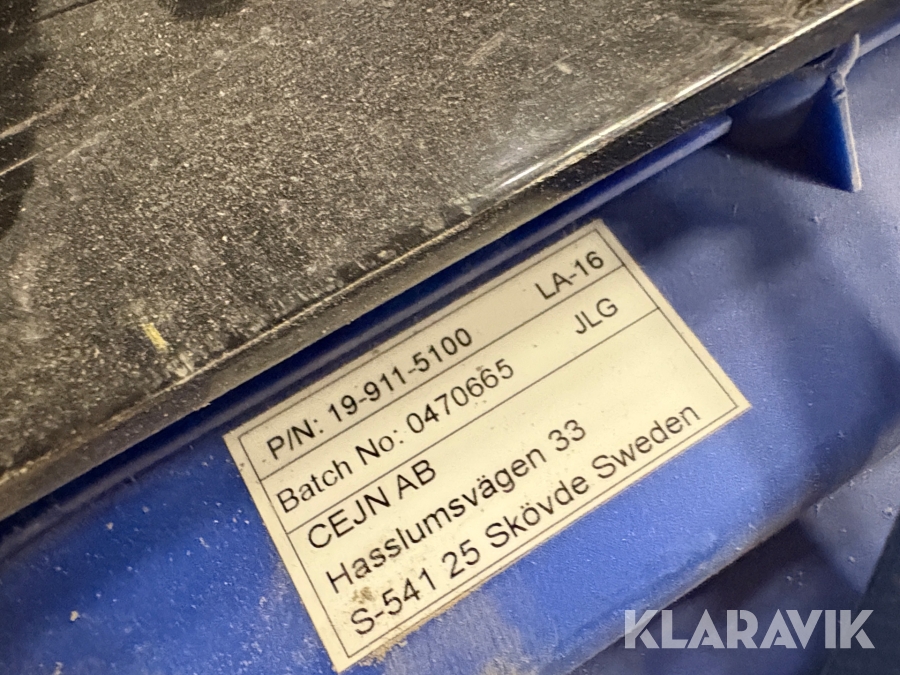 P/N: 19-911-5100 LA-16
Batch No: 0470665 JLG
CEJN AB
Hasslumsvägen 33
S-541 25 Skövde Sweden
KLARAVIK